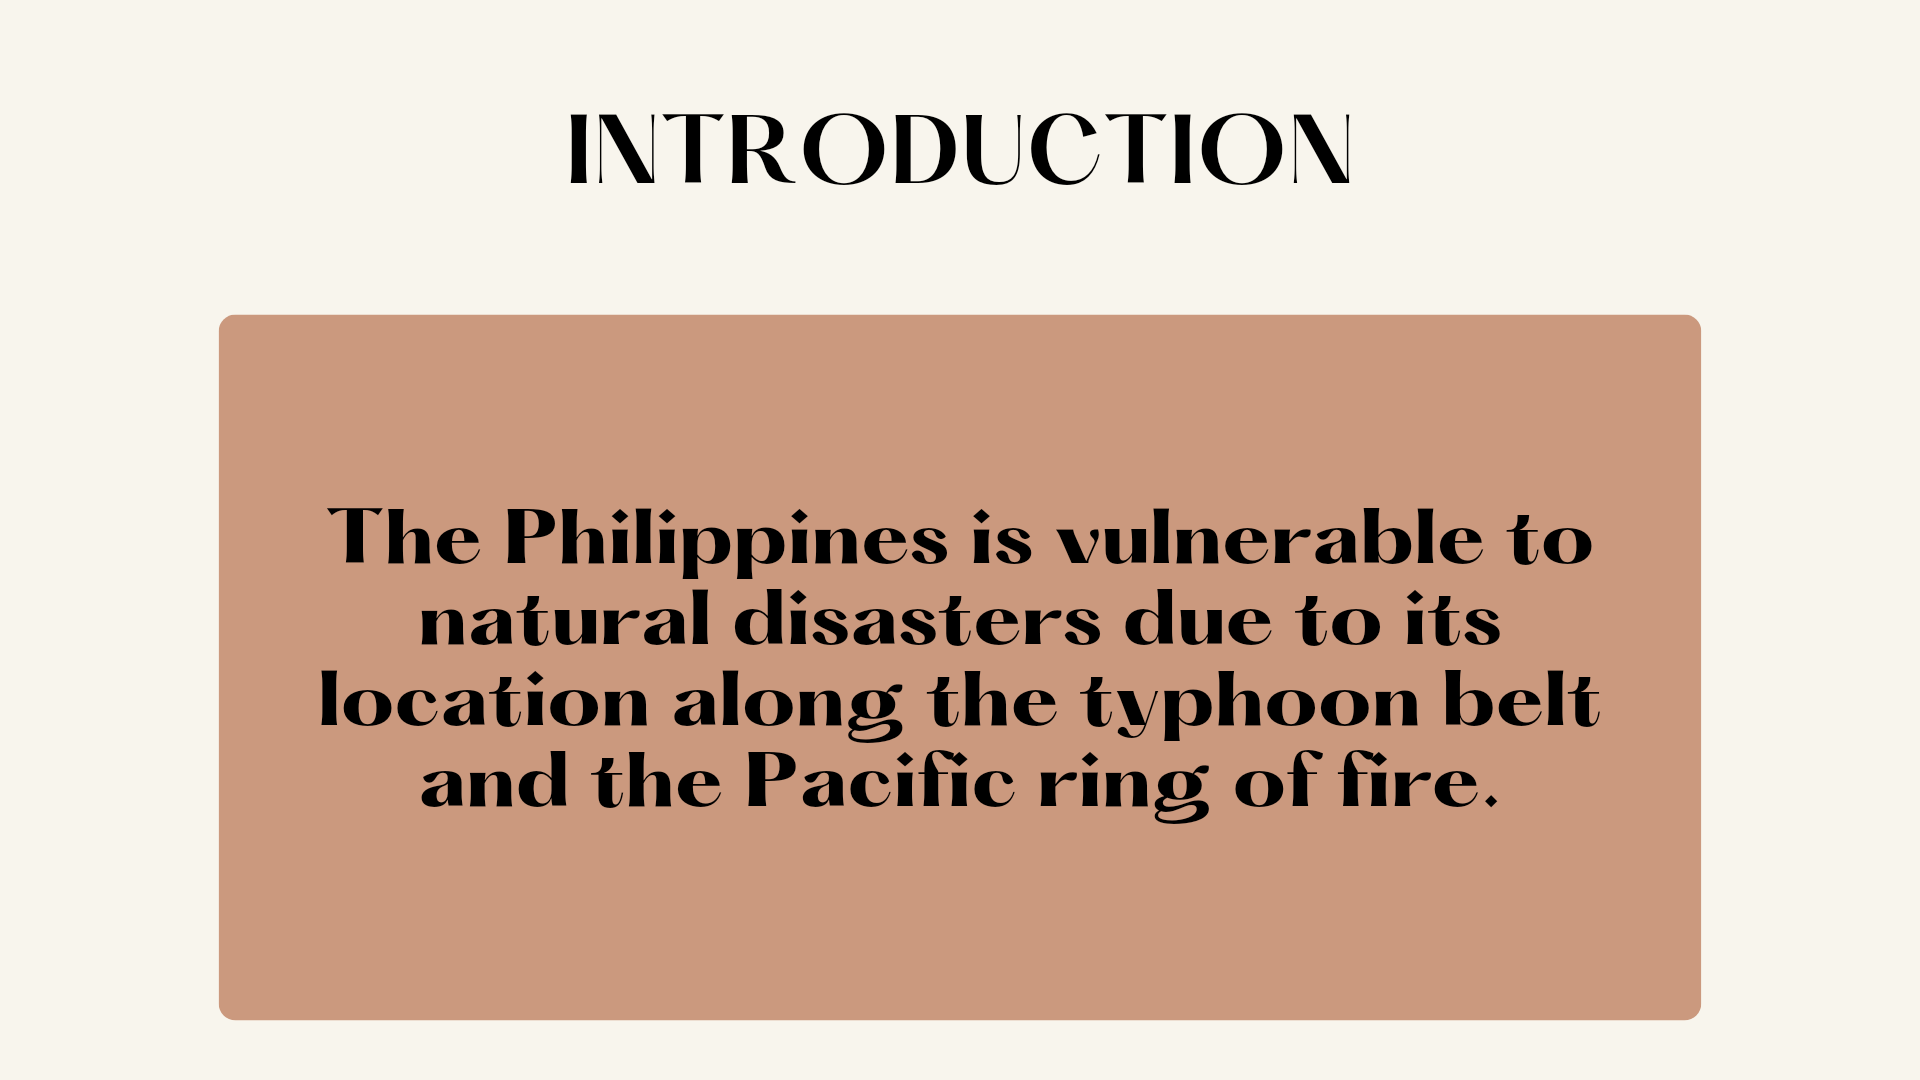 INTRODUCTION
The Philippines is vulnerable to
natural disasters due to its
location along the typhoon belt
and the Pacific ring of fire.